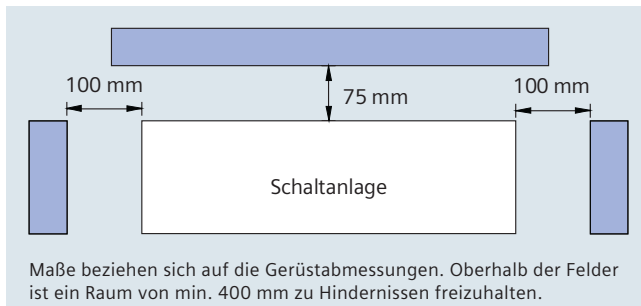 100 mm
100 mm
75 mm
Schaltanlage
Maße beziehen sich auf die Gerüstabmessungen. Oberhalb der Felder
ist ein Raum von min. 400 mm zu Hindernissen freizuhalten.